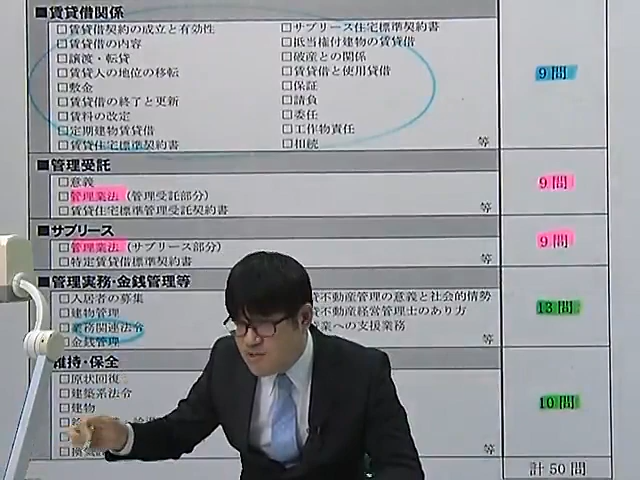 ■賃貸借関係
□賃貸借契約の成立と有効性
□賃貸借の内容
□譲渡・転貸
□賃貸人の地位の移転
□敷金
□賃貸借の終了と更新
□賃料の改定
□定期建物賃貸借
□賃貸住宅標準契約書
□サブリース住宅標準契約書
□抵当権付建物の賃貸借
□破産との関係
□賃貸借と使用貸借
□保証
□請負
□委任
□工作物責任
□相続
等
9問
■管理受託
□意義
□管理業法（管理受託部分）
□賃貸住宅標準管理受託契約書
等
9問
■サブリース
□管理業法（サブリース部分）
□特定賃貸借標準契約書
等
9問
■管理実務・金銭管理等
□入居者の募集
□建物管理
□業務関連法令
□金銭管理
貸不動産管理の意義と社会的情勢
貸不動産経営管理士のあり方
業への支援業務
13問
維持・保全
□原状回復
□建築系法令
□建物
等
10問
計50問